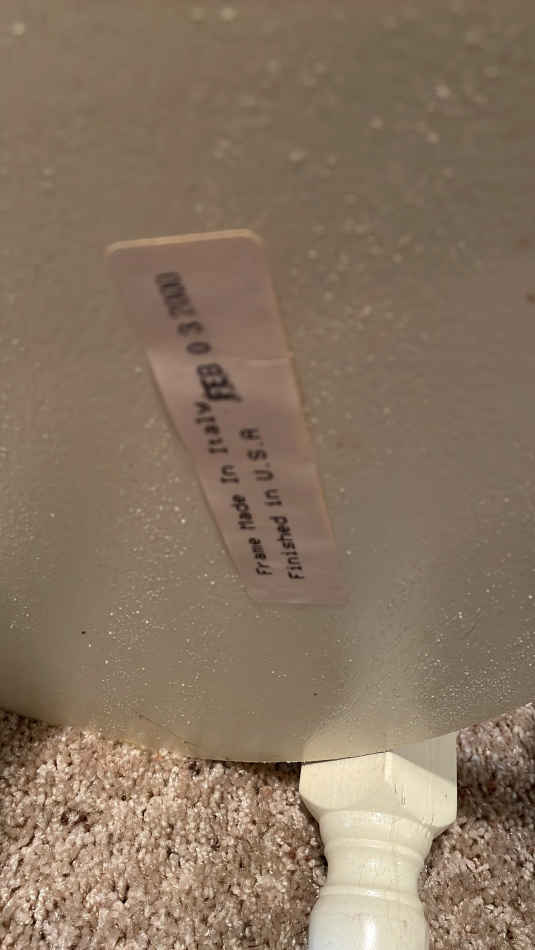 Frame Made In Italy
FEB 03 2000
Finished in U.S.A